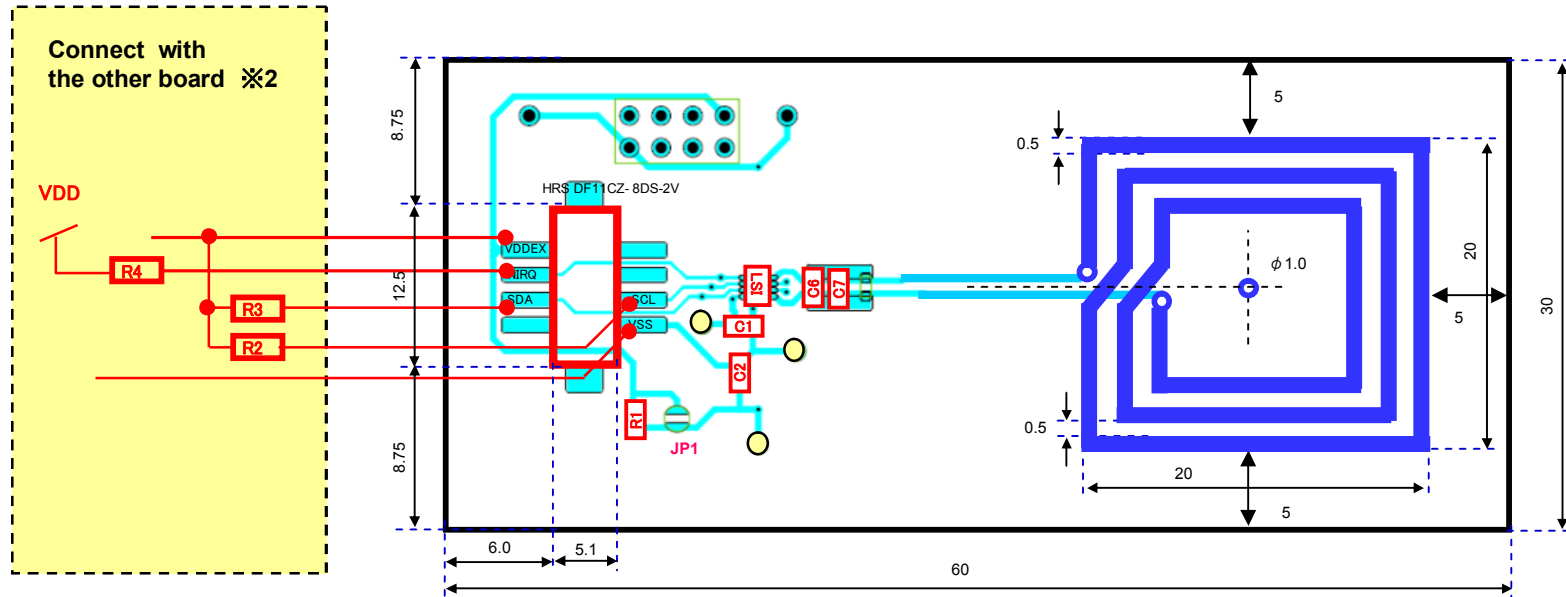 Connect with
the other board ※2
VDD
R4
R3
R2
8.75
12.5
8.75
HRS DF11CZ-8DS-2V
VDDEX
NIRQ
SDA
SCL
VSS
LSI
C6
C7
C1
C2
R1
JP1
0.5
5
φ1.0
20
5
30
0.5
20
5
6.0
5.1
60